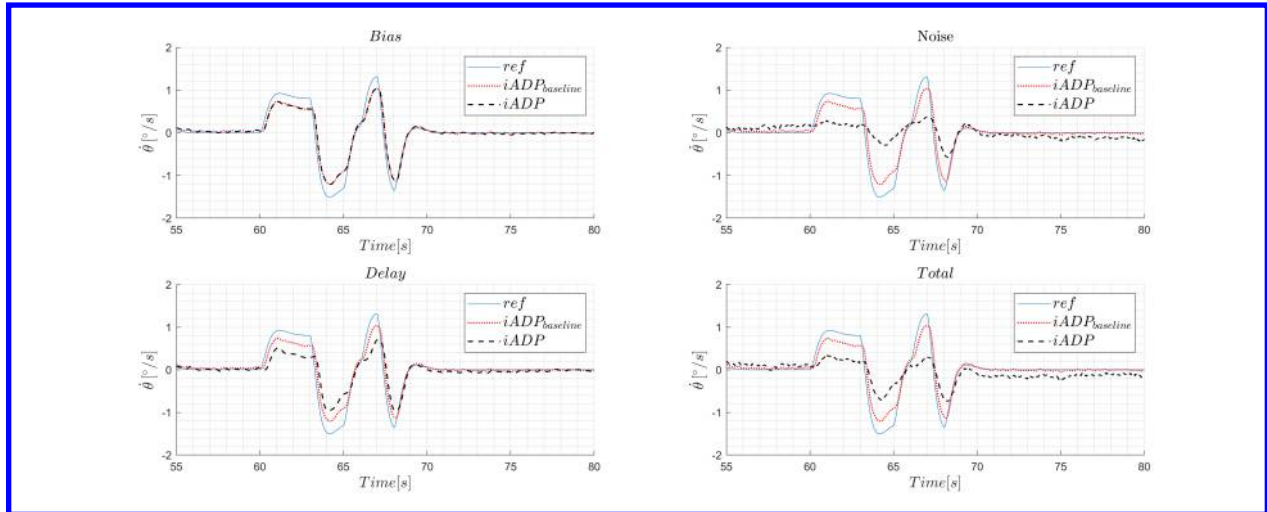 Bias
2
1
0
-1
-2
θ̇ [°/s]
55 60 65 70 75 80
Time[s]
ref
iADP_baseline
iADP
Noise
2
1
0
-1
-2
θ̇ [°/s]
55 60 65 70 75 80
Time[s]
ref
iADP_baseline
iADP
Delay
2
1
0
-1
-2
θ̇ [°/s]
55 60 65 70 75 80
Time[s]
ref
iADP_baseline
iADP
Total
2
1
0
-1
-2
θ̇ [°/s]
55 60 65 70 75 80
Time[s]
ref
iADP_baseline
iADP